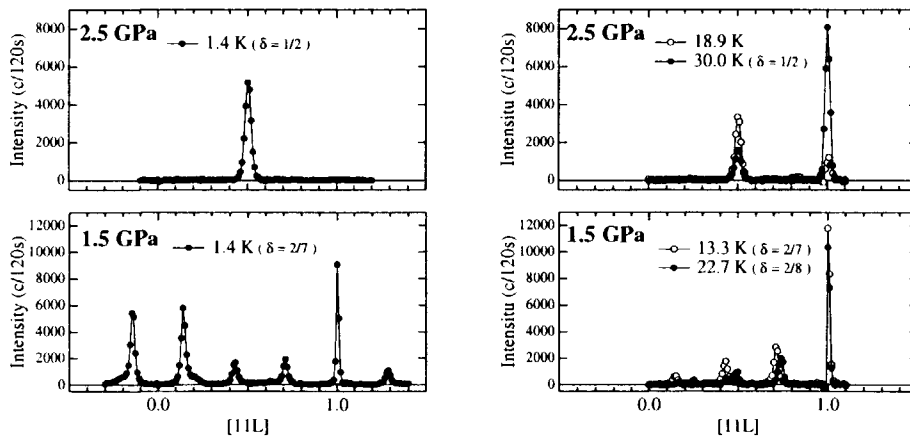 2.5 GPa
1.4 K ( δ = 1/2 )
Intensity (c/120s)
8000
6000
4000
2000
0
1.5 GPa
1.4 K ( δ = 2/7 )
Intensity (c/120s)
12000
10000
8000
6000
4000
2000
0
0.0
1.0
[11L]
2.5 GPa
18.9 K
30.0 K ( δ = 1/2 )
Intensitu (c/120s)
8000
6000
4000
2000
0
1.5 GPa
13.3 K ( δ = 2/7 )
22.7 K ( δ = 2/8 )
Intensitu (c/120s)
12000
10000
8000
6000
4000
2000
0
0.0
1.0
[11L]